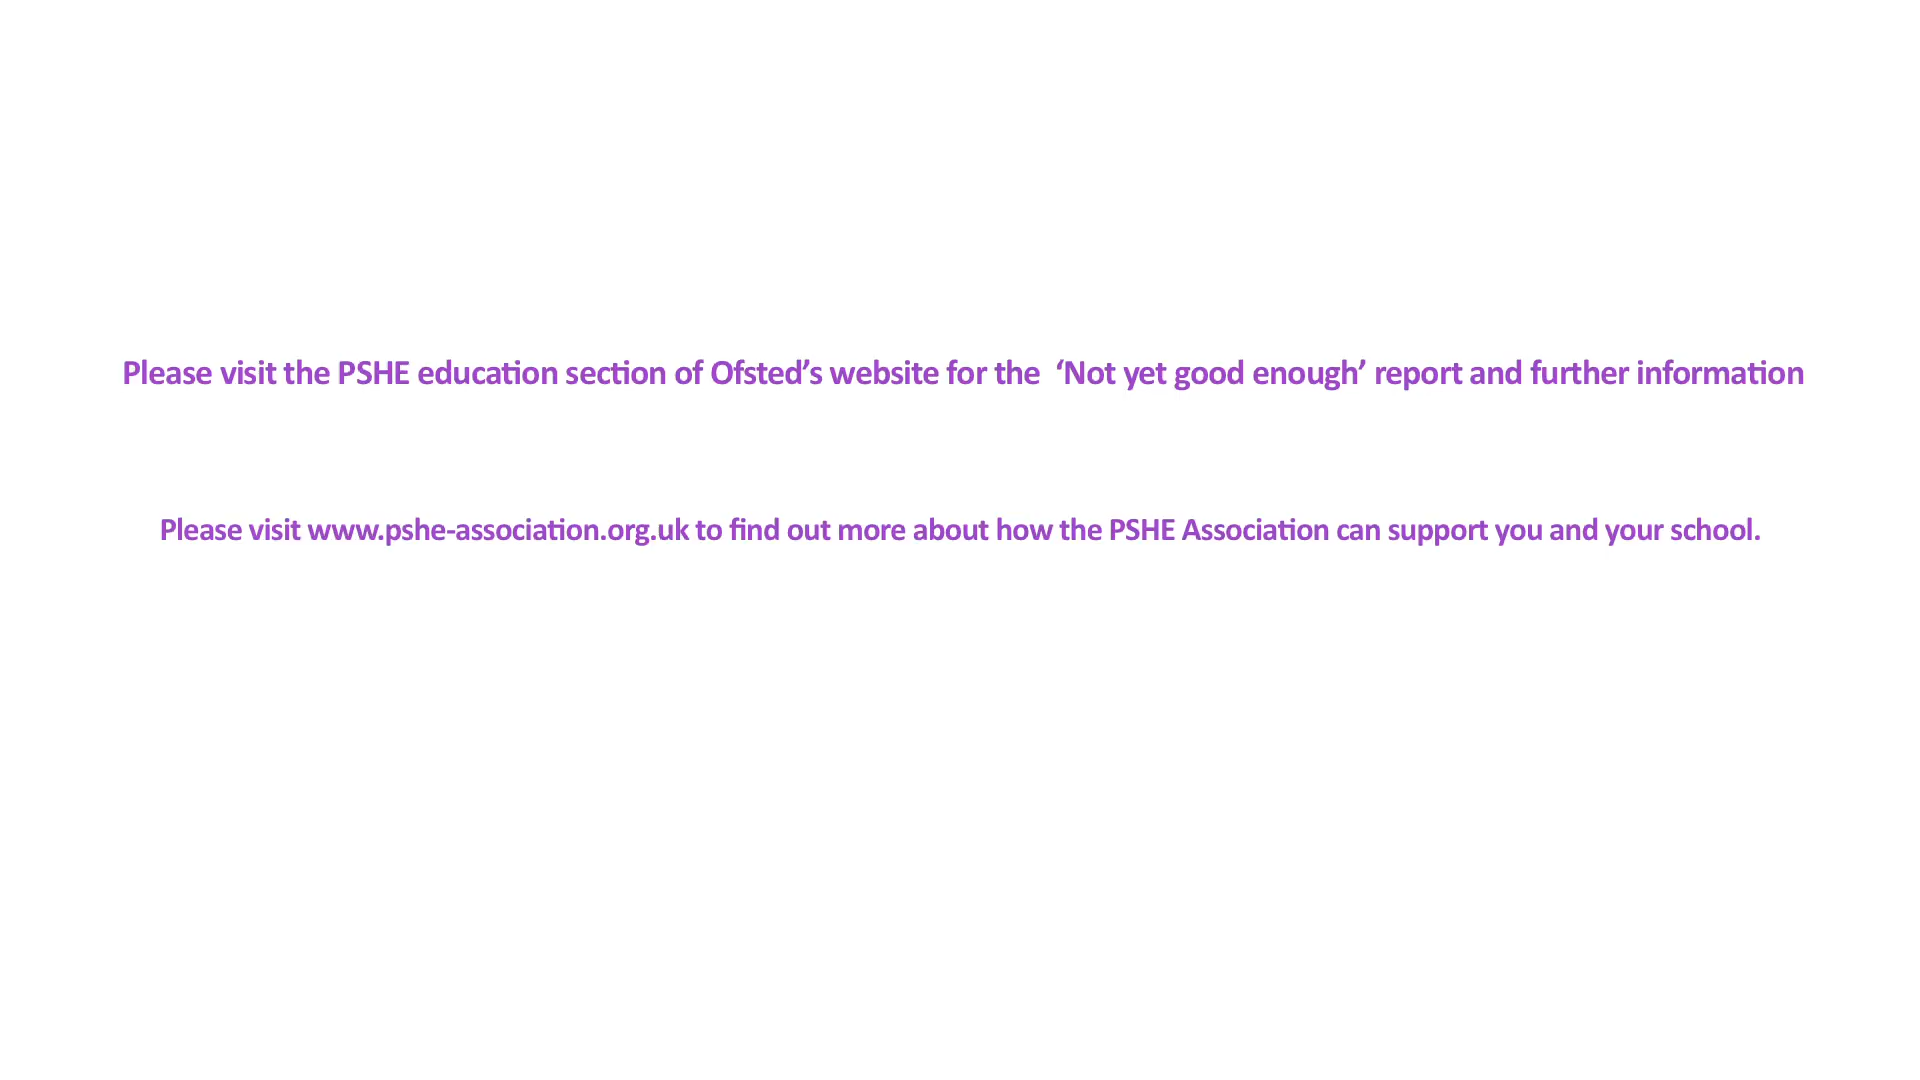 Please visit the PSHE education section of Ofsted’s website for the  ‘Not yet good enough’ report and further information
Please visit www.pshe-association.org.uk to find out more about how the PSHE Association can support you and your school.